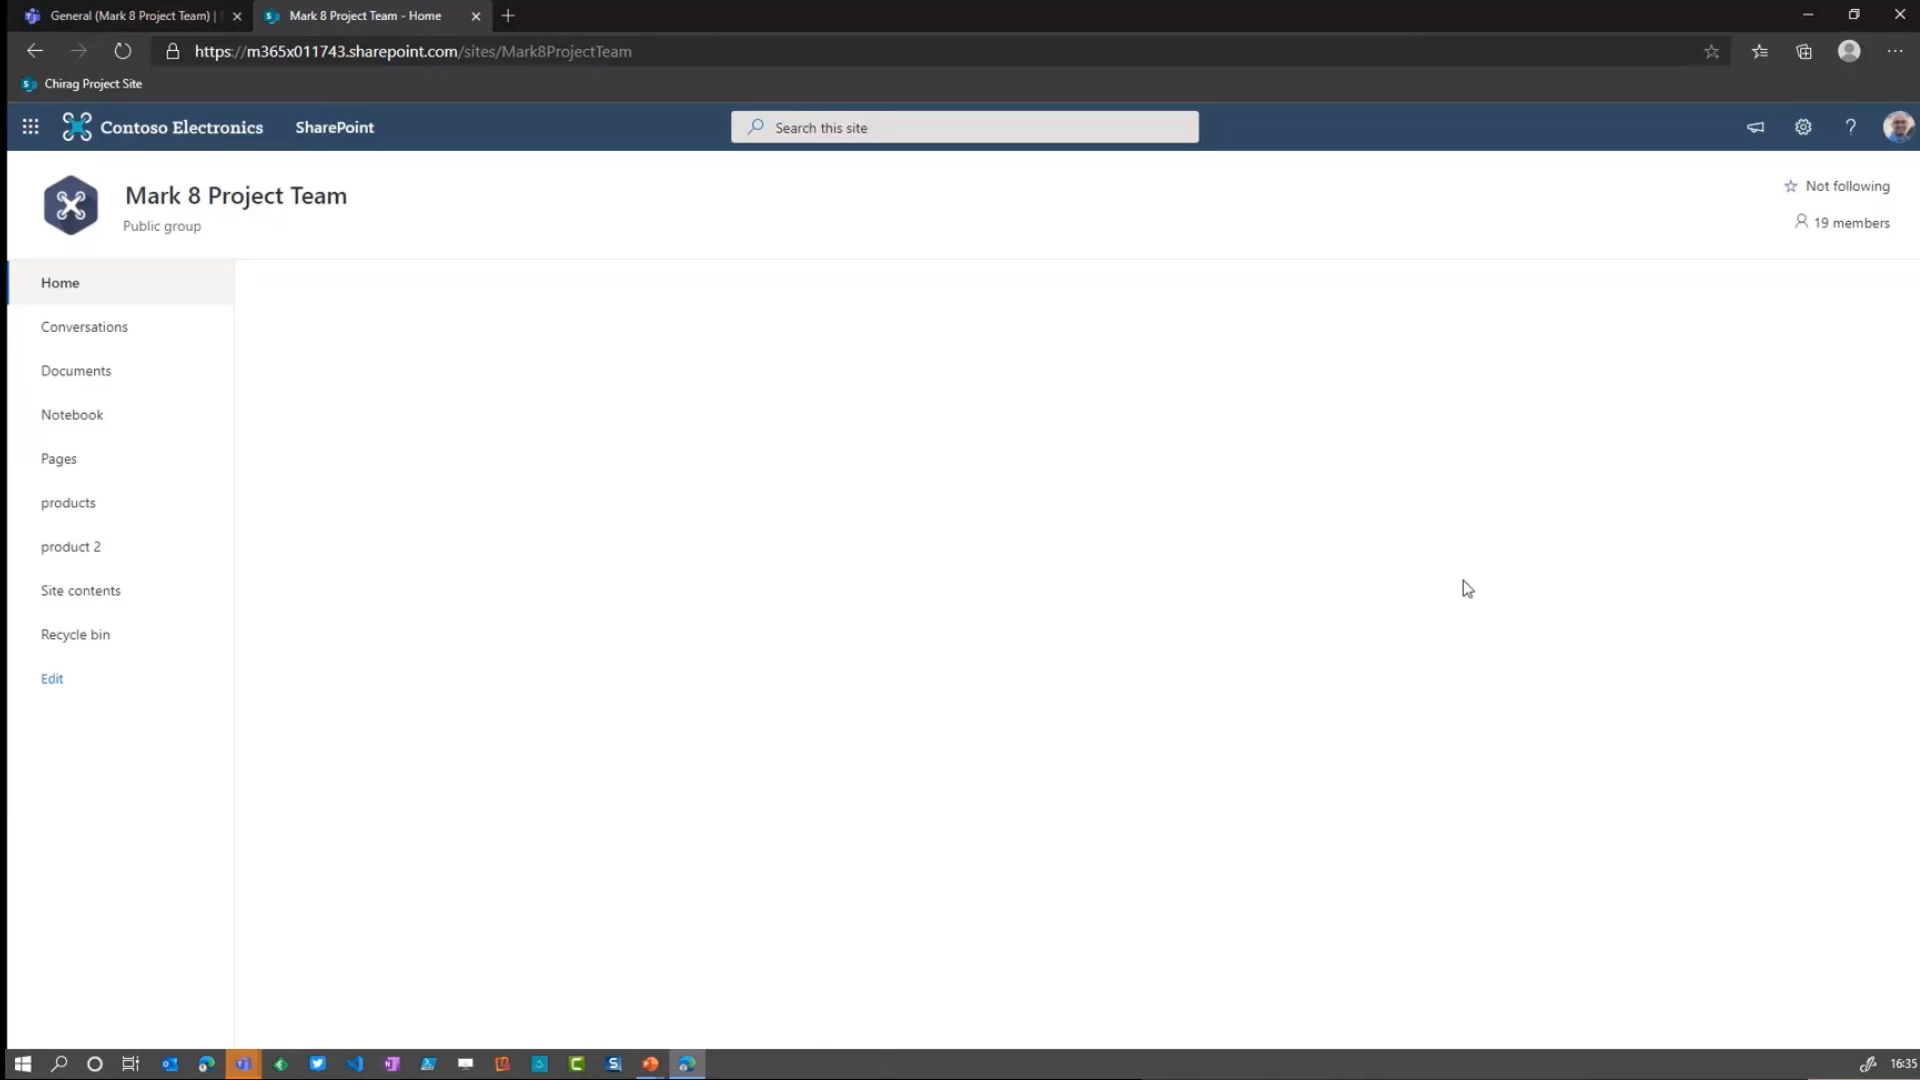 General (Mark 8 Project Team) |
Mark 8 Project Team - Home
https://m365x011743.sharepoint.com/sites/Mark8ProjectTeam
Chirag Project Site
Contoso Electronics
SharePoint
Search this site
Mark 8 Project Team
Public group
Not following
19 members
Home
Conversations
Documents
Notebook
Pages
products
product 2
Site contents
Recycle bin
Edit
16:35